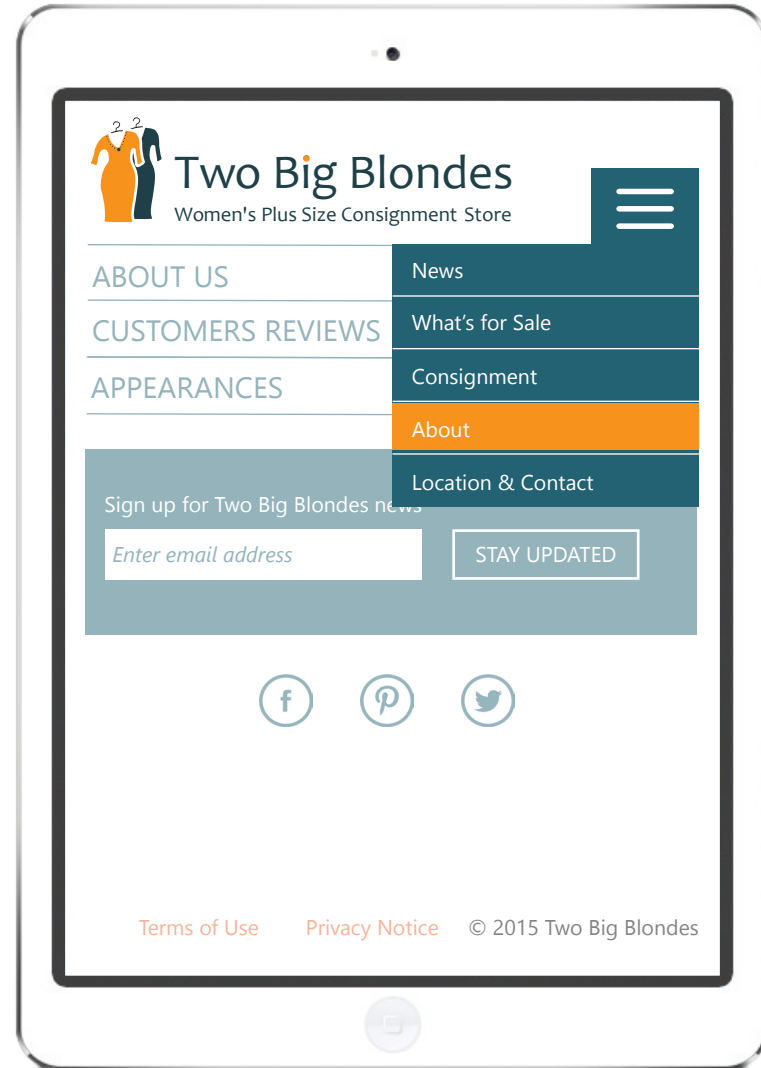 Two Big Blondes
Women's Plus Size Consignment Store
ABOUT US
CUSTOMERS REVIEWS
APPEARANCES
News
What's for Sale
Consignment
About
Location & Contact
Sign up for Two Big Blondes news
Enter email address
STAY UPDATED
Terms of Use
Privacy Notice
© 2015 Two Big Blondes